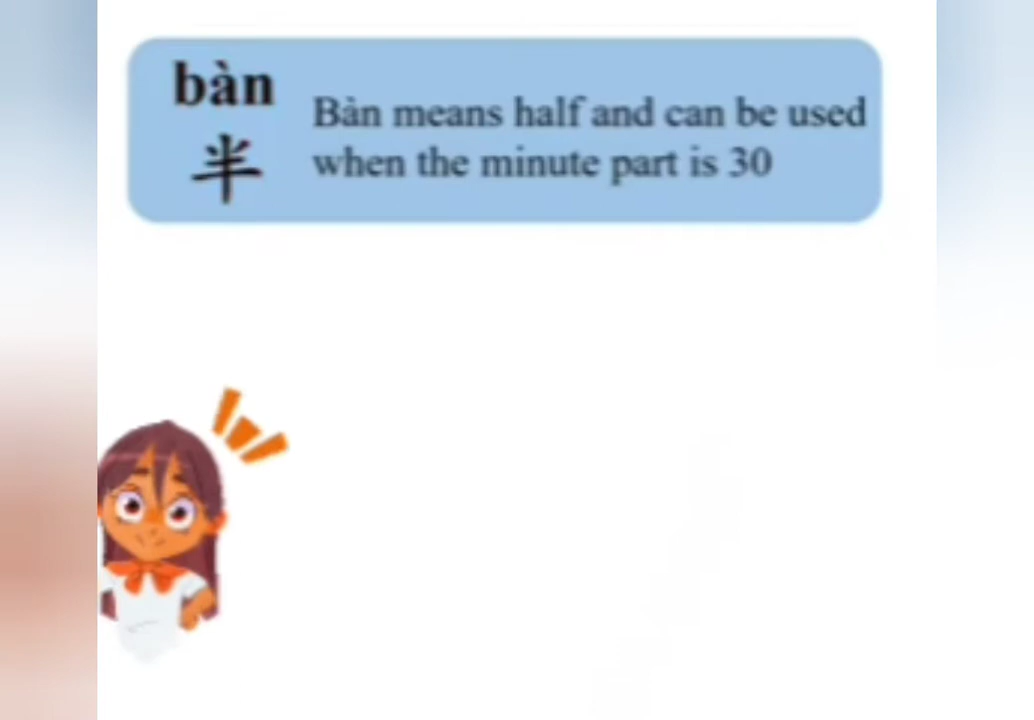 bàn
半
Bàn means half and can be used
when the minute part is 30